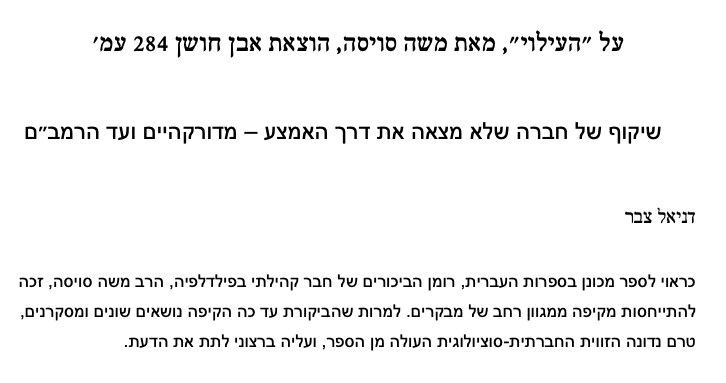 על ״העילוי״, מאת משה סויסה, הוצאת אבן חושן 284 עמ׳
שיקוף של חברה שלא מצאה את דרך האמצע – מדורקהיים ועד הרמב״ם
דניאל צבר
כראוי לספר מכונן בספרות העברית, רומן הביכורים של חבר קהילתי בפילדלפיה, הרב משה סויסה, זכה
להתייחסות מקיפה ממגוון רחב של מבקרים. למרות שהביקורת עד כה הקיפה נושאים שונים ומסקרנים,
טרם נדונה הזווית החברתית-סוציולוגית העולה מן הספר, ועליה ברצוני לתת את הדעת.